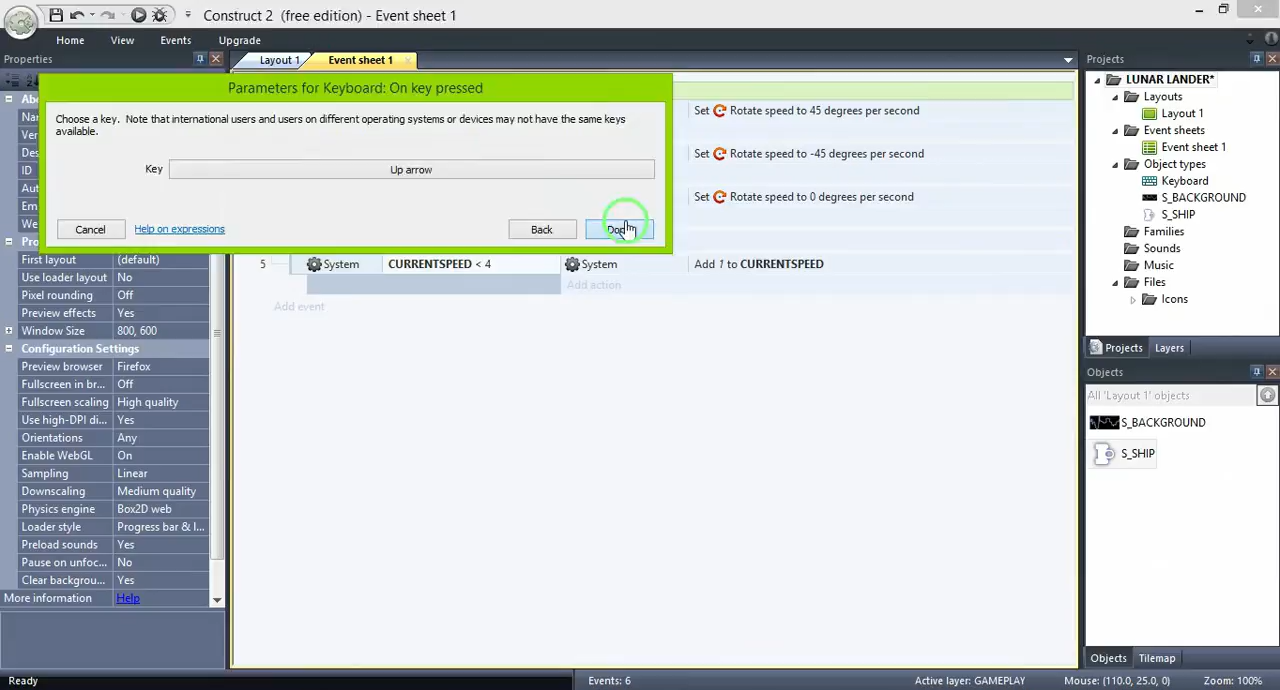 Construct 2  (free edition) - Event sheet 1
Home View Events Upgrade
Properties
Layout 1 Event sheet 1
Projects
Parameters for Keyboard: On key pressed
Choose a key.  Note that international users and users on different operating systems or devices may not have the same keys
available.
Key Up arrow
Cancel Help on expressions Back
Set Rotate speed to 45 degrees per second
Set Rotate speed to -45 degrees per second
Set Rotate speed to 0 degrees per second
5 System CURRENTSPEED < 4 System Add 1 to CURRENTSPEED
Add action
Add event
First layout (default)
Use loader layout No
Pixel rounding Off
Preview effects Yes
Window Size 800, 600
Configuration Settings
Preview browser Firefox
Fullscreen in br... Off
Fullscreen scaling High quality
Use high-DPI di... Yes
Orientations Any
Enable WebGL On
Sampling Linear
Downscaling Medium quality
Physics engine Box2D web
Loader style Progress bar & l...
Preload sounds Yes
Pause on unfoc... No
Clear backgrou... Yes
More information Help
LUNAR LANDER*
Layouts
Layout 1
Event sheets
Event sheet 1
Object types
Keyboard
S_BACKGROUND
S_SHIP
Families
Sounds
Music
Files
Icons
Projects Layers
Objects
All 'Layout 1' objects
S_BACKGROUND
S_SHIP
Objects Tilemap
Ready Events: 6 Active layer: GAMEPLAY Mouse: (110.0, 25.0, 0) Zoom: 100%